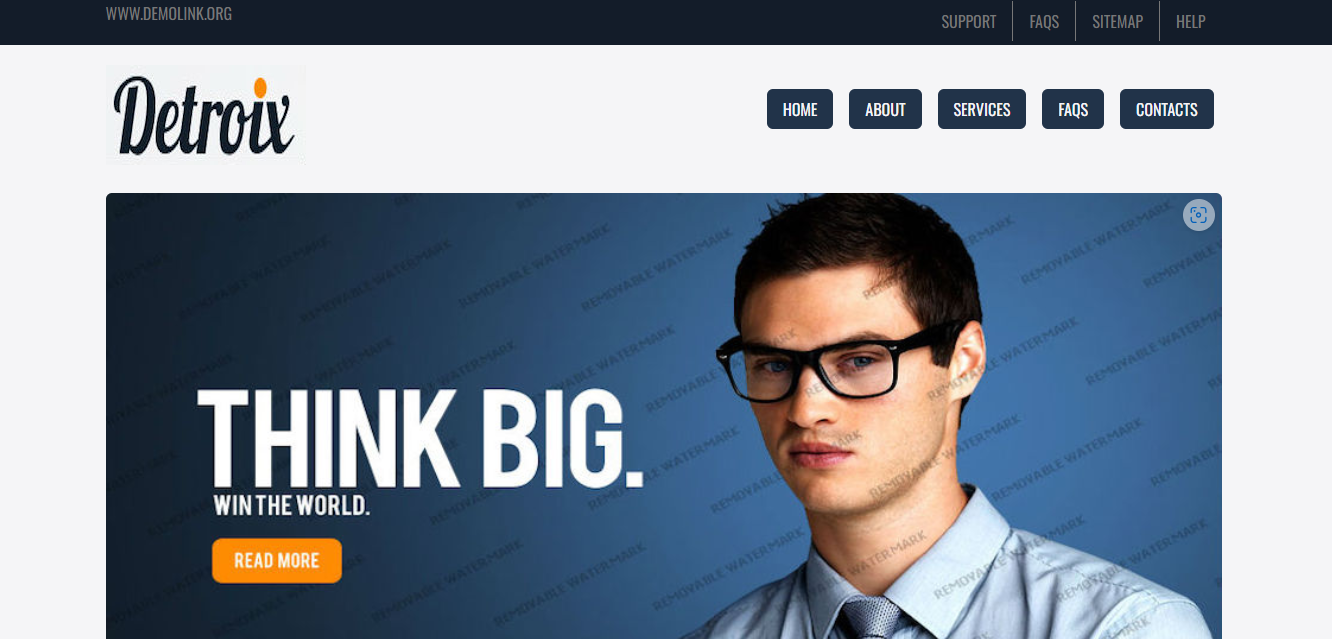 WWW.DEMOLINK.ORG
SUPPORT FAQS SITEMAP HELP
Detroix
HOME ABOUT SERVICES FAQS CONTACTS
THINK BIG.
WIN THE WORLD.
READ MORE
REMOVABLE WATERMARK